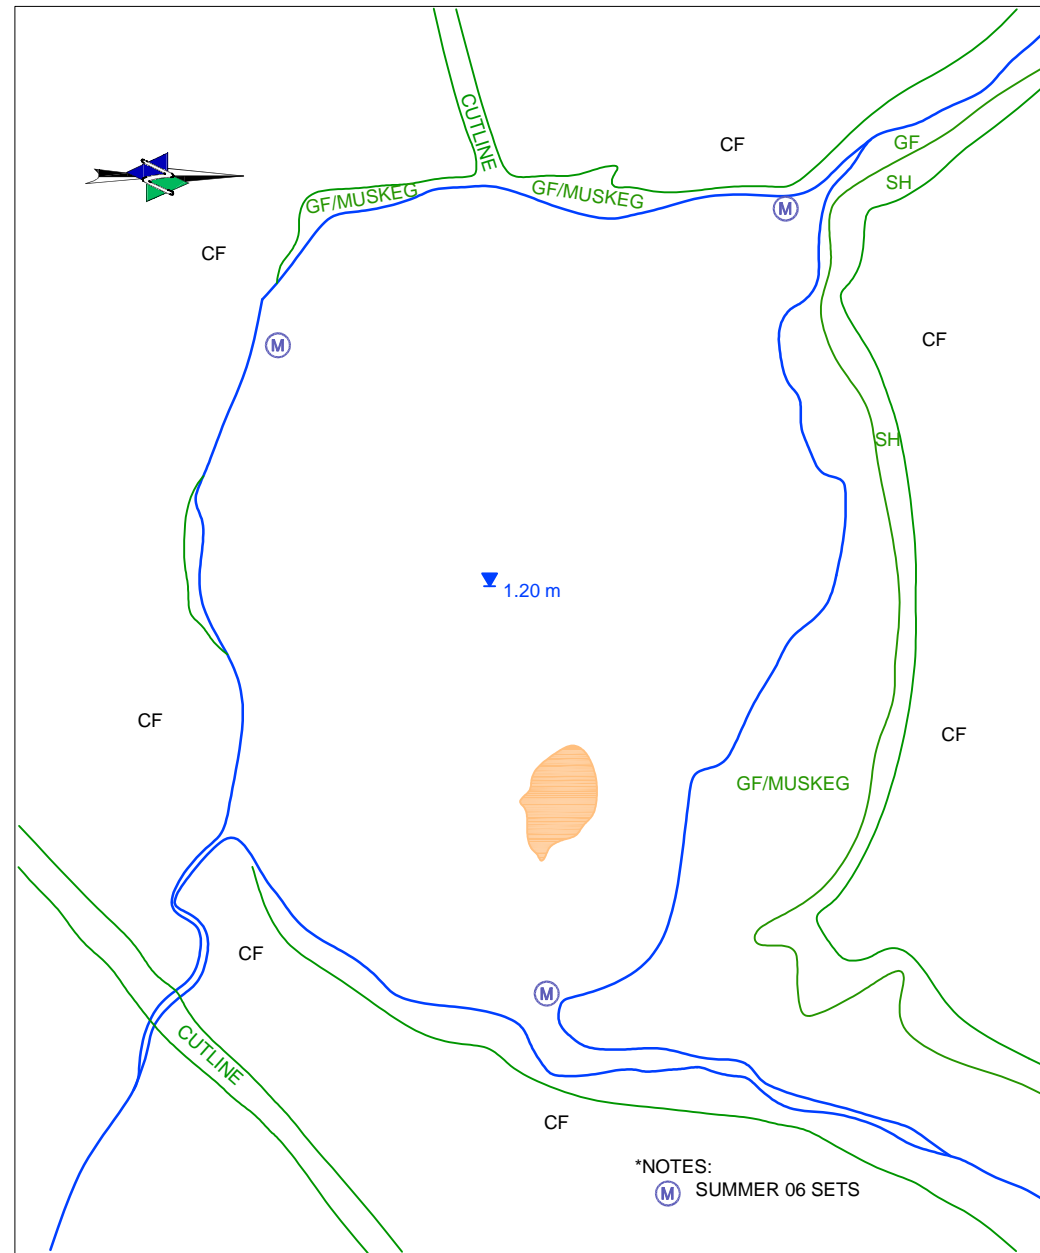 CUTLINE
CF
GF
SH
GF/MUSKEG
GF/MUSKEG
M
CF
M
CF
SH
1.20 m
CF
CF
GF/MUSKEG
CF
M
CUTLINE
CF
*NOTES:
M SUMMER 06 SETS